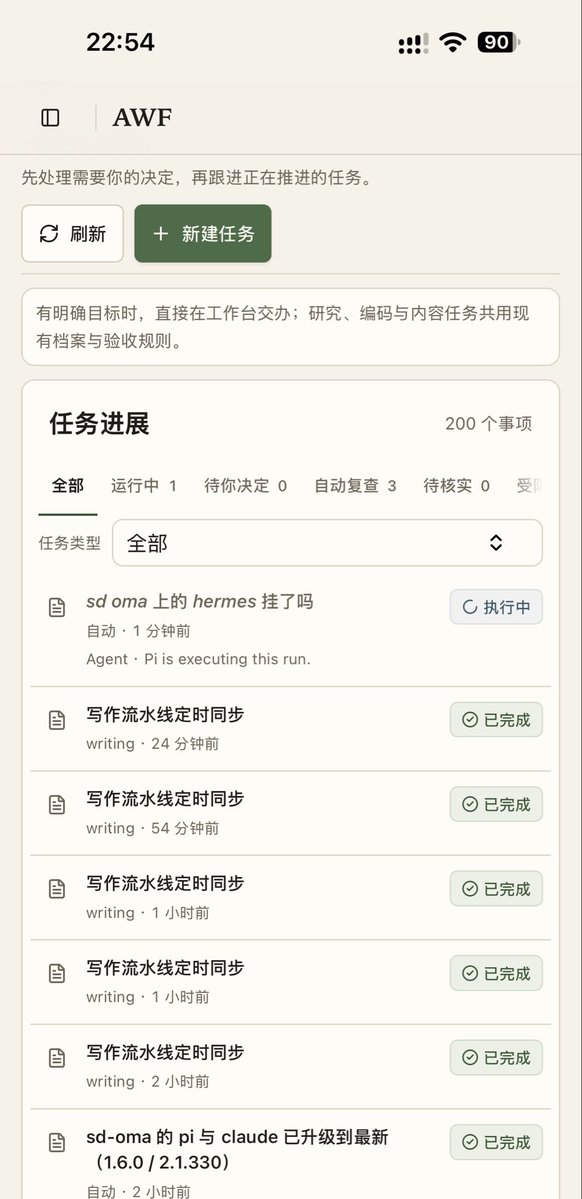 22:54
90
AWF
先处理需要你的决定，再跟进正在推进的任务。
刷新
新建任务
有明确目标时，直接在工作台交办；研究、编码与内容任务共用现
有档案与验收规则。
任务进展
200 个事项
全部 运行中 1 待你决定 0 自动复查 3 待核实 0 受
任务类型
全部
sd oma 上的 hermes 挂了吗
执行中
自动 · 1 分钟前
Agent · Pi is executing this run.
写作流水线定时同步
已完成
writing · 24 分钟前
写作流水线定时同步
已完成
writing · 54 分钟前
写作流水线定时同步
已完成
writing · 1 小时前
写作流水线定时同步
已完成
writing · 1 小时前
写作流水线定时同步
已完成
writing · 2 小时前
sd-oma 的 pi 与 claude 已升级到最新
（1.6.0 / 2.1.330）
已完成
自动 · 2 小时前